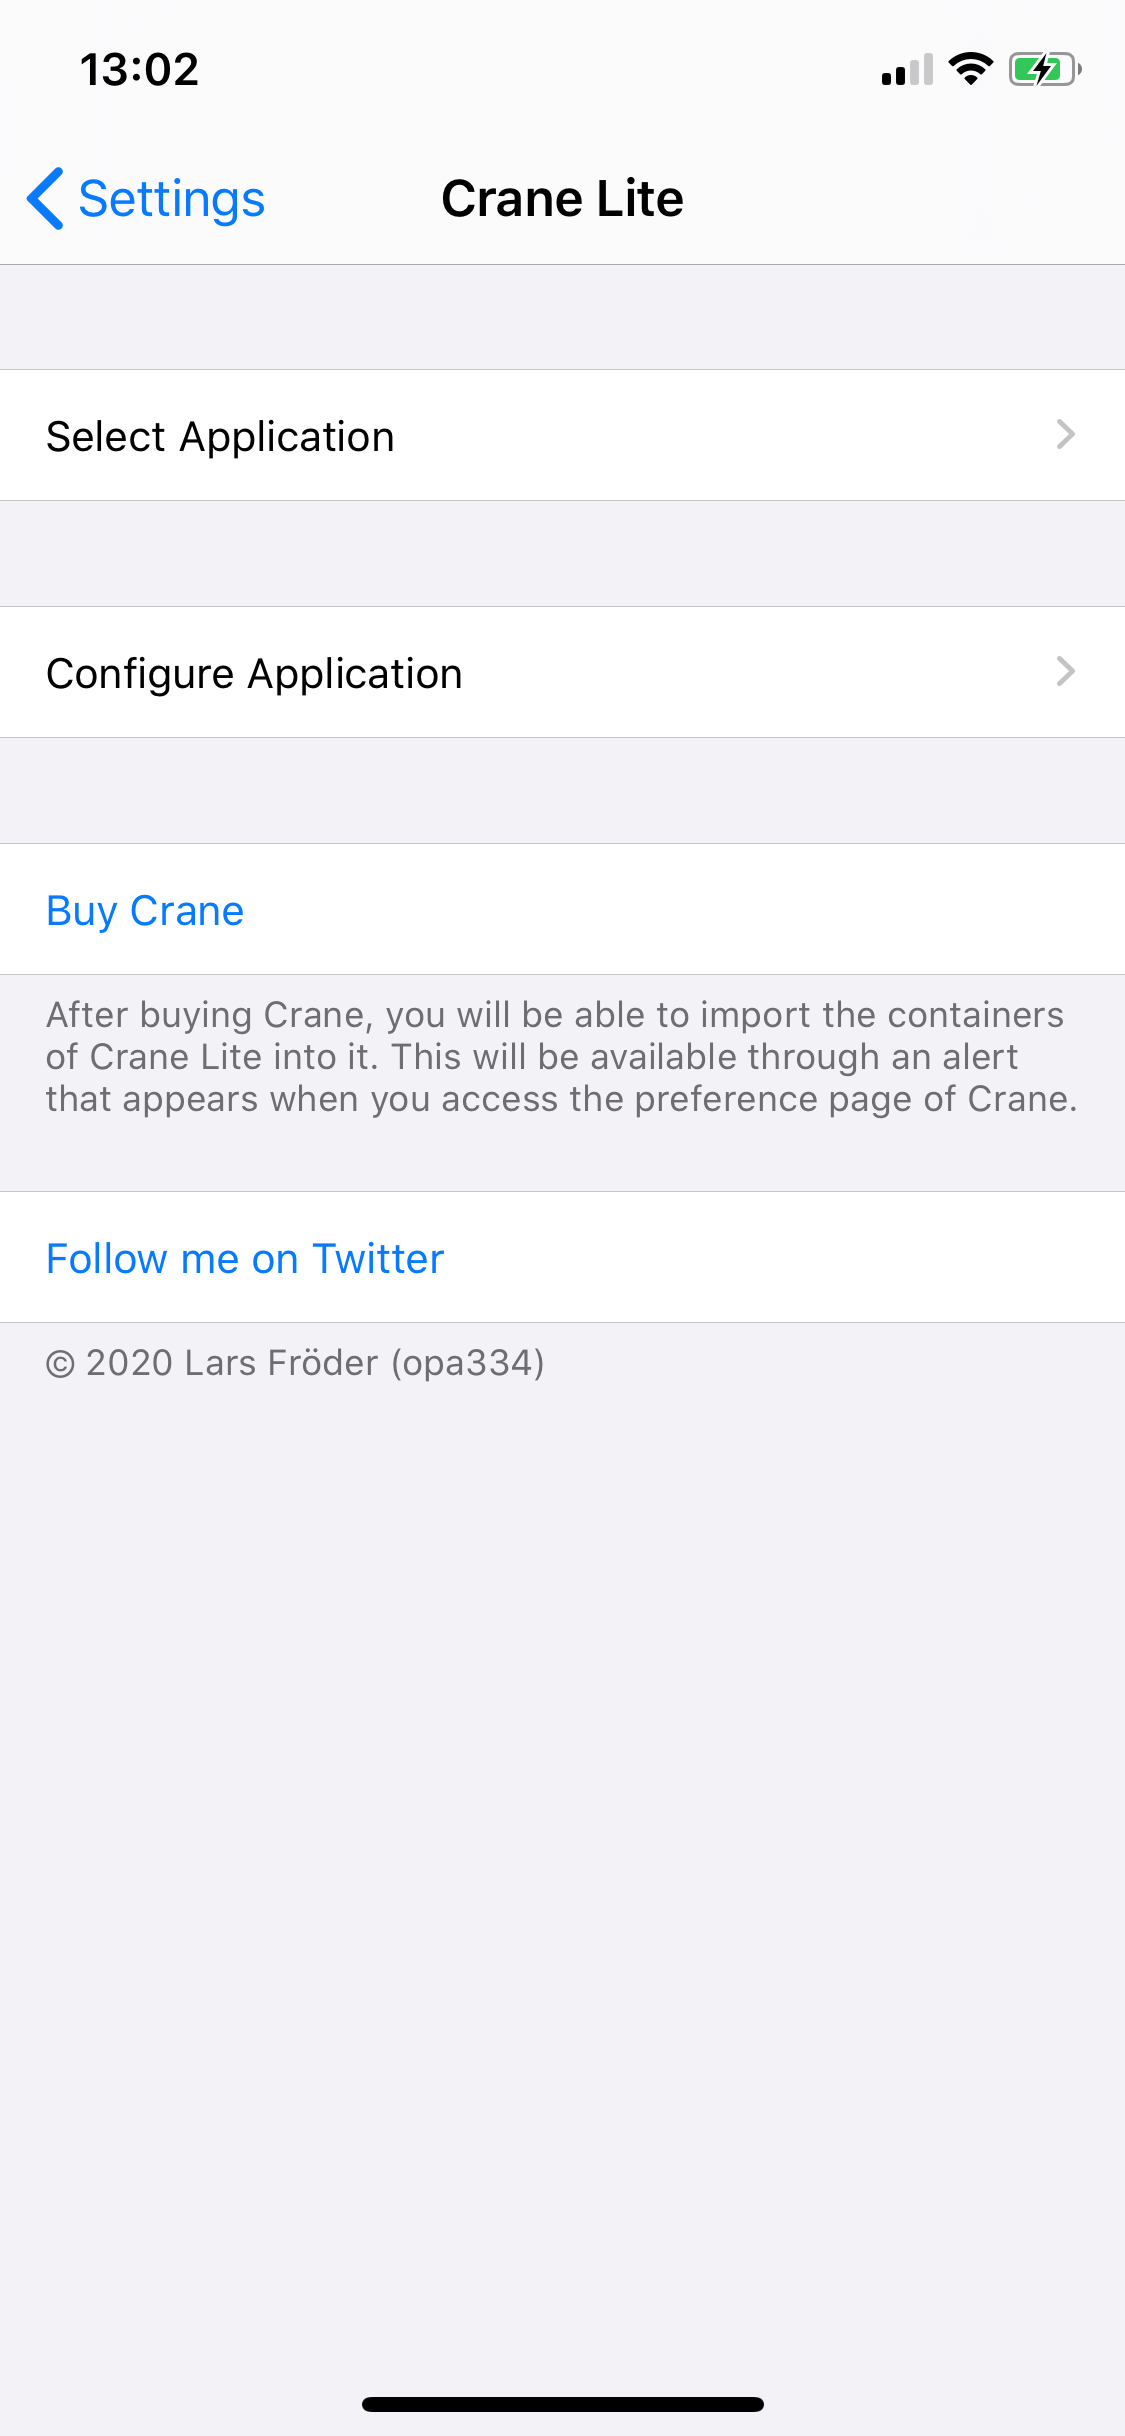 13:02
Settings
Crane Lite
Select Application
Configure Application
Buy Crane
After buying Crane, you will be able to import the containers
of Crane Lite into it. This will be available through an alert
that appears when you access the preference page of Crane.
Follow me on Twitter
© 2020 Lars Fröder (opa334)